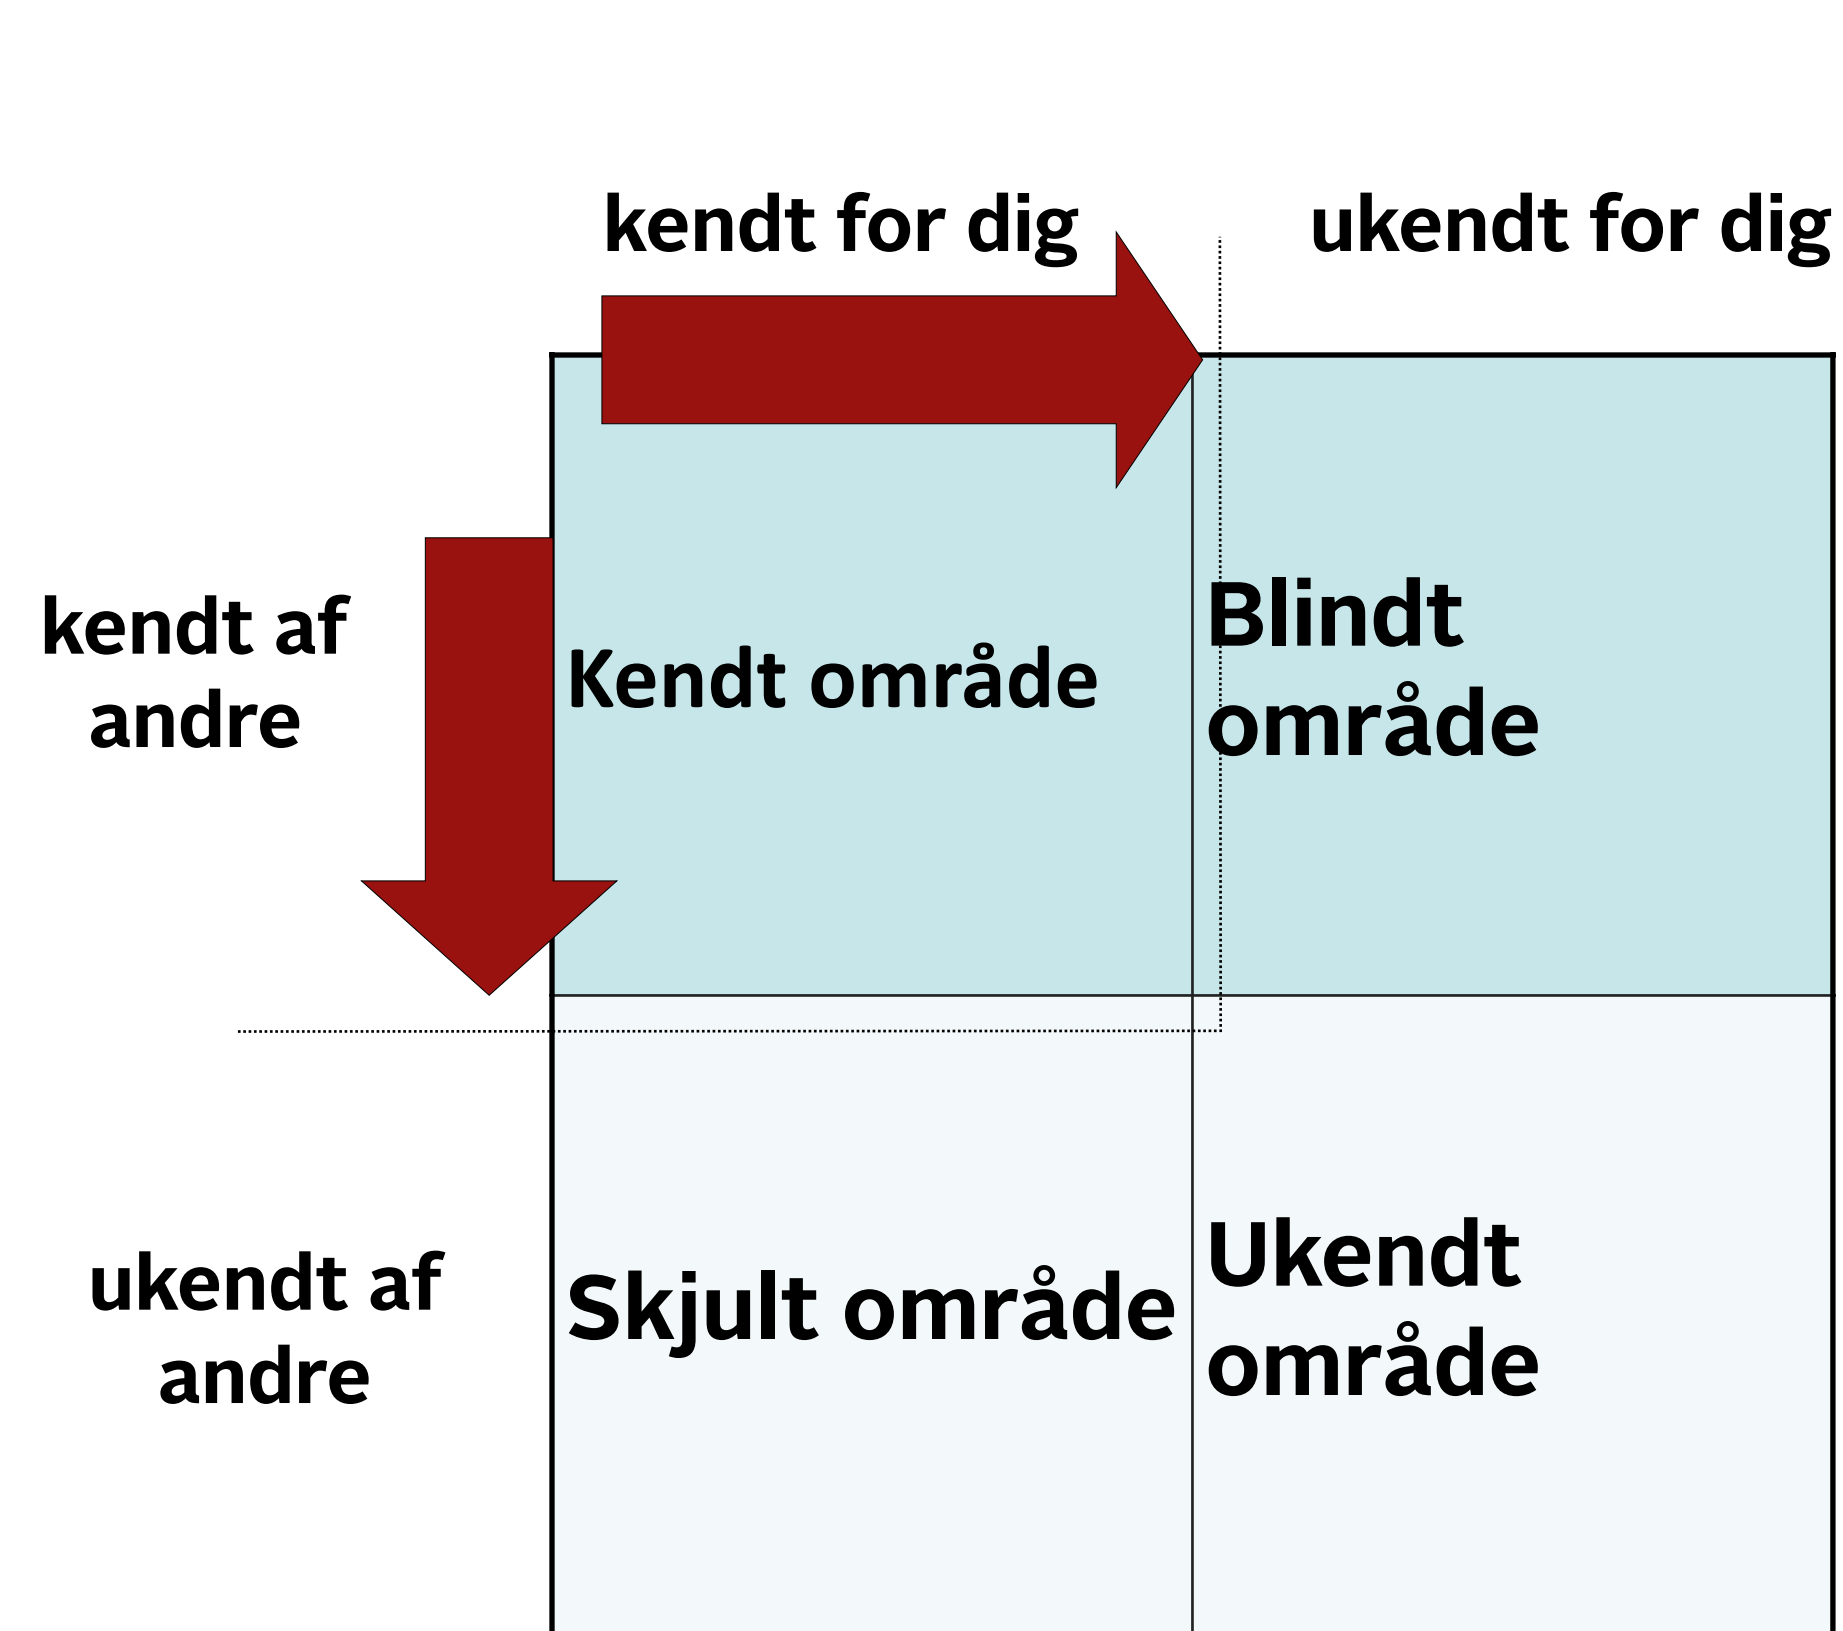 kendt for dig
ukendt for dig
kendt af
andre
Kendt område
Blindt
område
ukendt af
andre
Skjult område
Ukendt
område